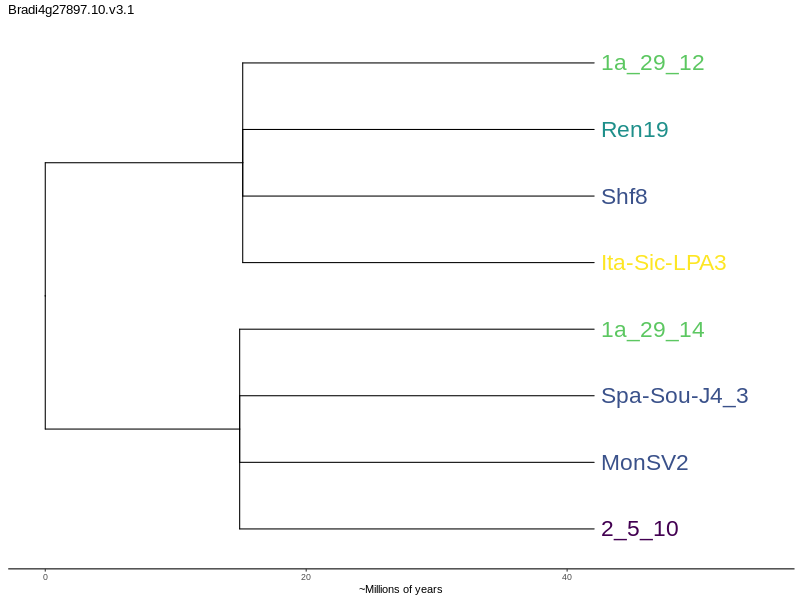 Bradi4g27897.10.v3.1
1a_29_12
Ren19
Shf8
Ita-Sic-LPA3
1a_29_14
Spa-Sou-J4_3
MonSV2
2_5_10
0 20 40
~Millions of years